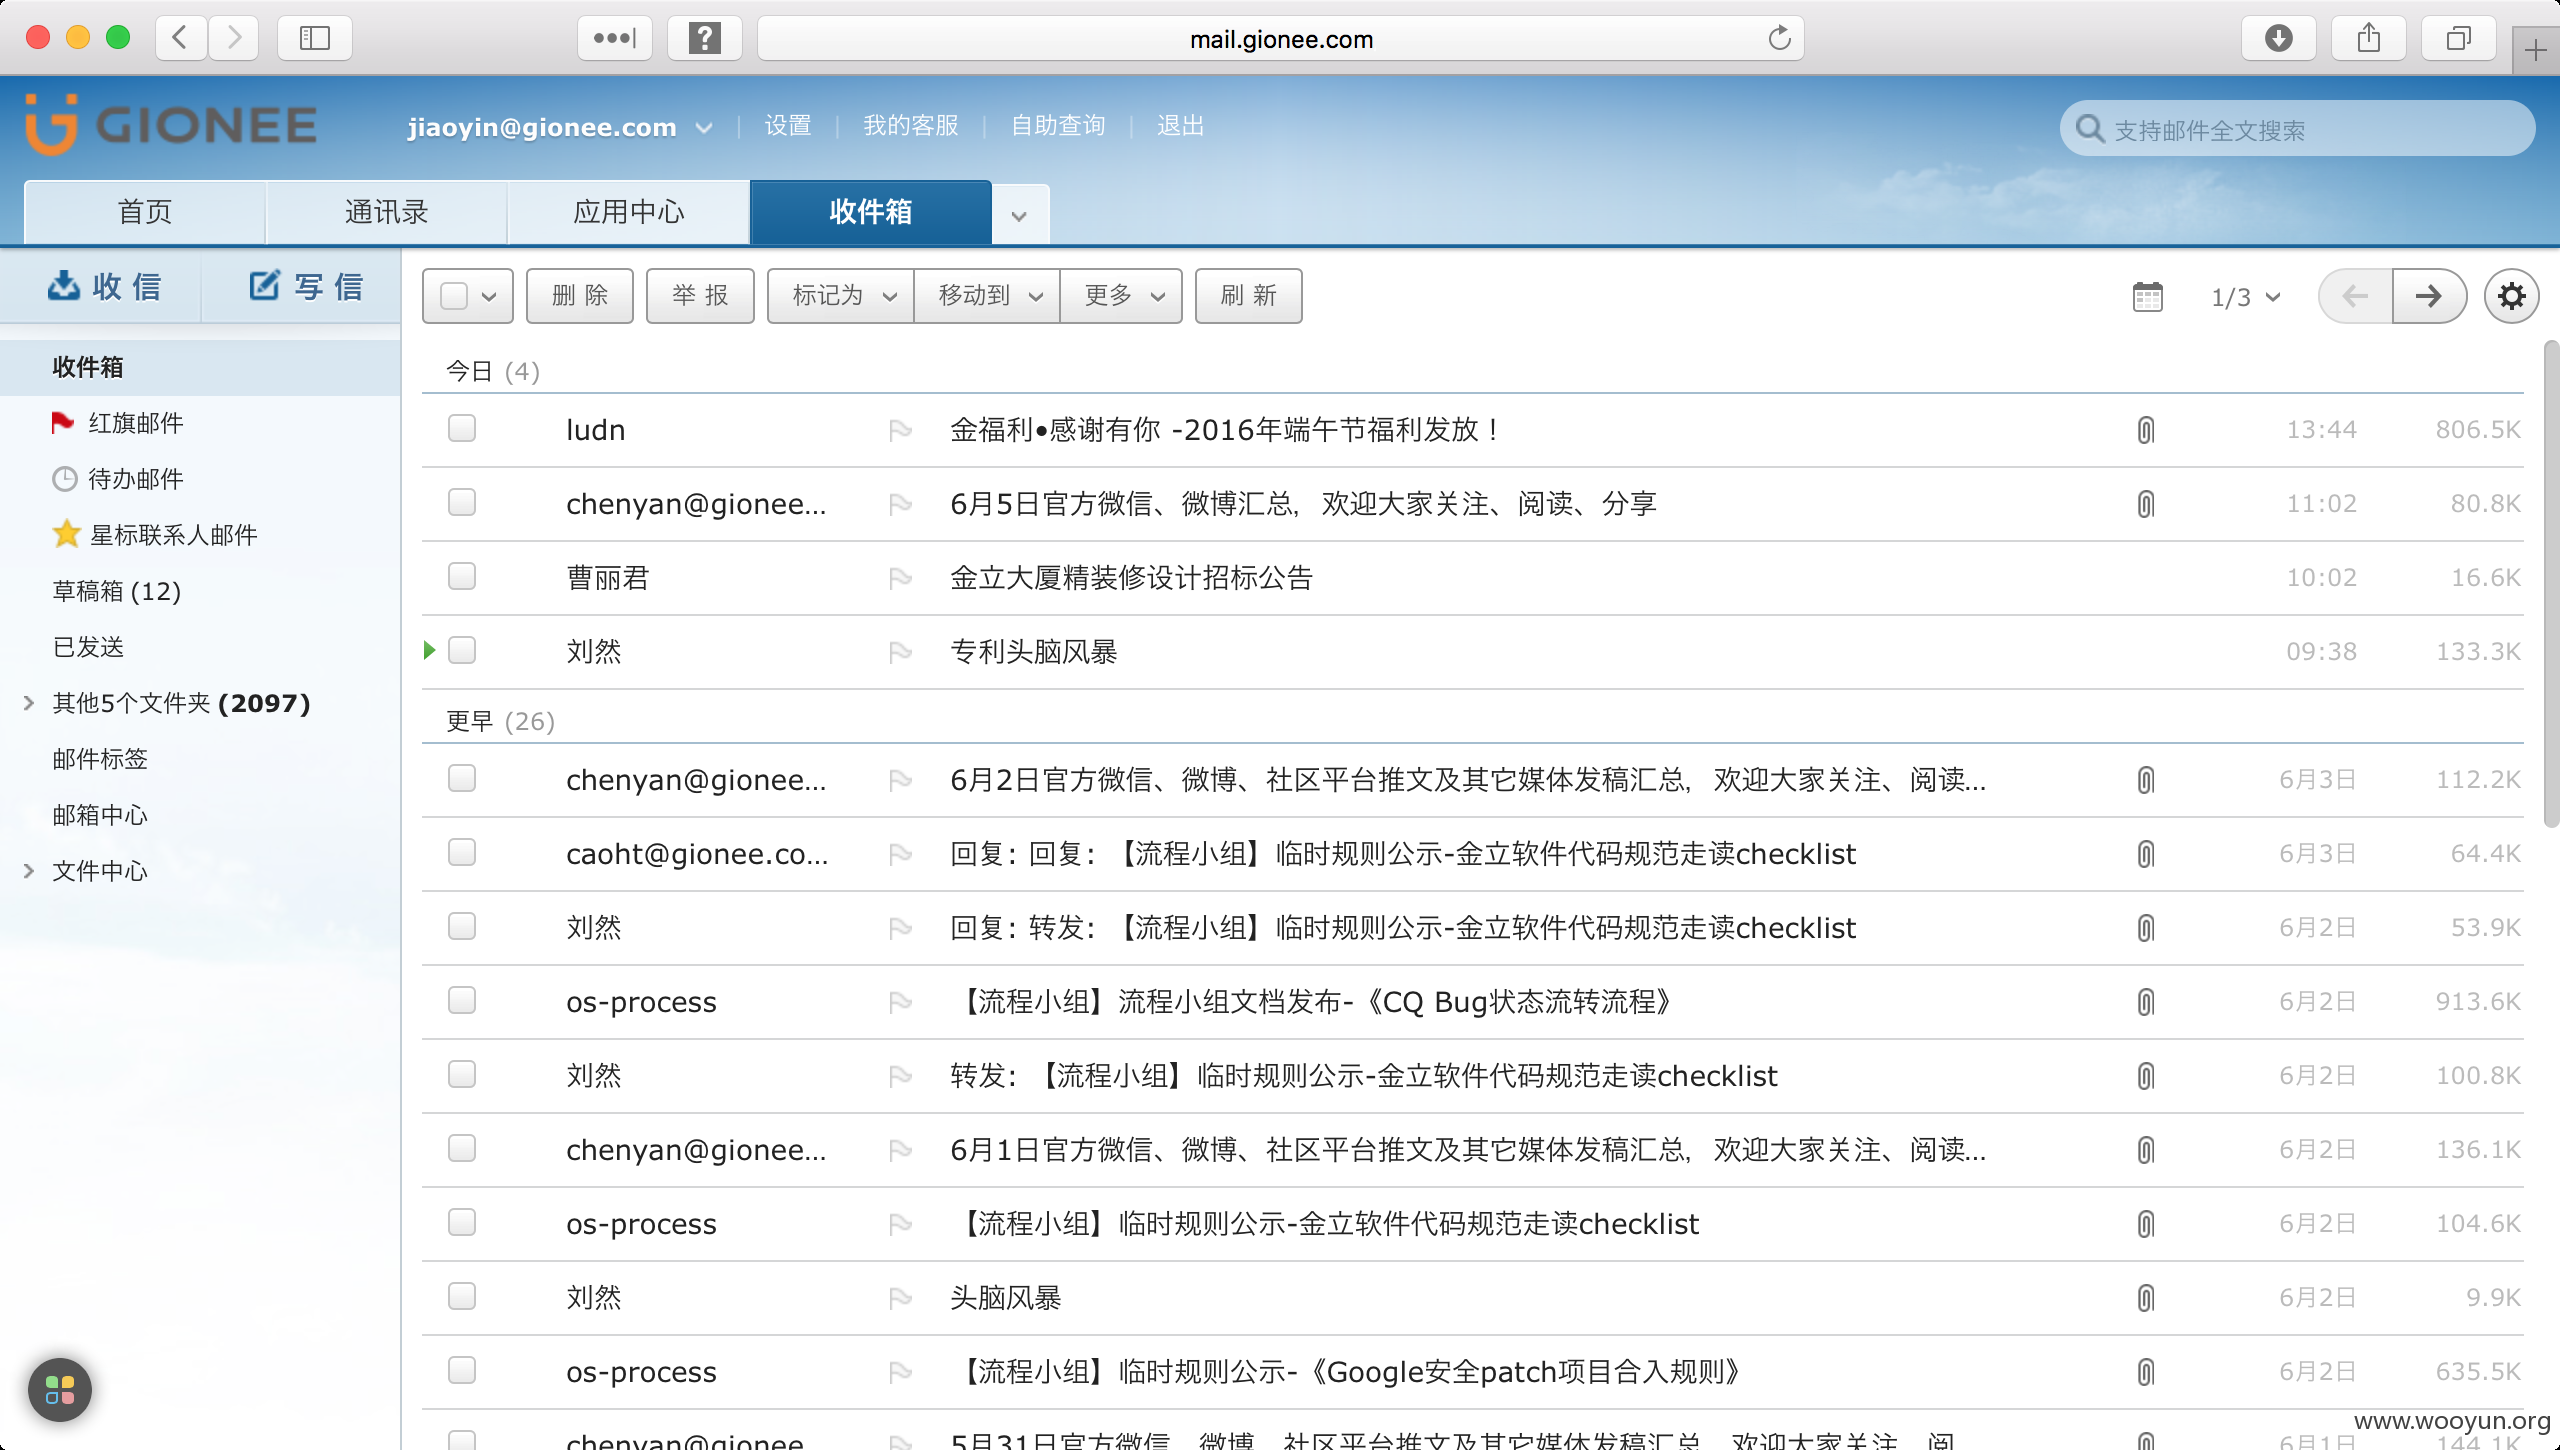 mail.gionee.com
GIONEE
jiaoyin@gionee.com 设置 我的客服 自助查询 退出
支持邮件全文搜索
首页 通讯录 应用中心 收件箱
收 信 写 信
删 除 举 报 标记为 移动到 更多 刷 新 1/3
收件箱
红旗邮件
待办邮件
星标联系人邮件
草稿箱 (12)
已发送
其他5个文件夹 (2097)
邮件标签
邮箱中心
文件中心
今日 (4)
ludn 金福利•感谢有你 -2016年端午节福利发放！ 13:44 806.5K
chenyan@gionee... 6月5日官方微信、微博汇总，欢迎大家关注、阅读、分享 11:02 80.8K
曹丽君 金立大厦精装修设计招标公告 10:02 16.6K
刘然 专利头脑风暴 09:38 133.3K
更早 (26)
chenyan@gionee... 6月2日官方微信、微博、社区平台推文及其它媒体发稿汇总，欢迎大家关注、阅读... 6月3日 112.2K
caoht@gionee.co... 回复：回复：【流程小组】临时规则公示-金立软件代码规范走读checklist 6月3日 64.4K
刘然 回复：转发：【流程小组】临时规则公示-金立软件代码规范走读checklist 6月2日 53.9K
os-process 【流程小组】流程小组文档发布-《CQ Bug状态流转流程》 6月2日 913.6K
刘然 转发：【流程小组】临时规则公示-金立软件代码规范走读checklist 6月2日 100.8K
chenyan@gionee... 6月1日官方微信、微博、社区平台推文及其它媒体发稿汇总，欢迎大家关注、阅读... 6月2日 136.1K
os-process 【流程小组】临时规则公示-金立软件代码规范走读checklist 6月2日 104.6K
刘然 头脑风暴 6月2日 9.9K
os-process 【流程小组】临时规则公示-《Google安全patch项目合入规则》 6月2日 635.5K
chenyan@gionee 5月31日官方微信、微博、社区平台推文及其它媒体发稿汇总，欢迎大家关注、阅 6月1日 144.1K
www.wooyun.org